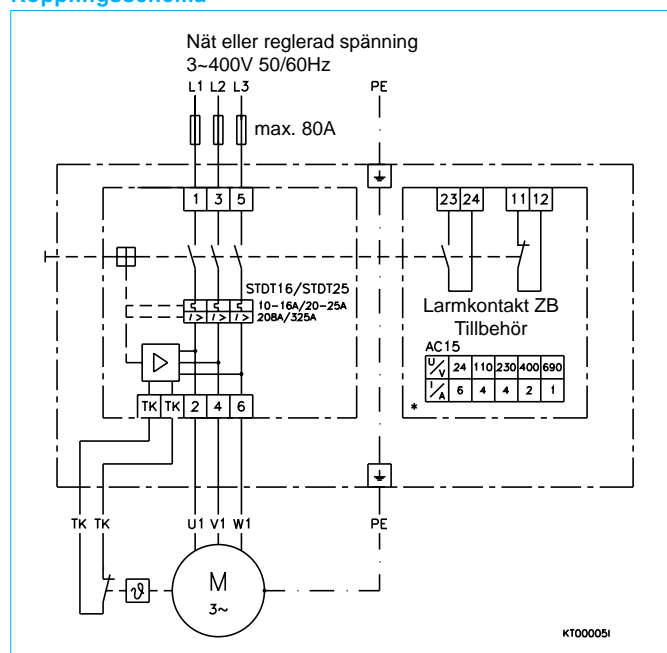 Kopplingsschema
Nät eller reglerad spänning
3~400V 50/60Hz
L1 L2 L3 PE
max. 80A
1 3 5
23 24 11 12
STDT16/STDT25
10-16A/20-25A
208A/325A
I> I> I>
Larmkontakt ZB
Tillbehör
AC15
U/V 24 110 230 400 690
I/A 6 4 4 2 1
*
TK TK 2 4 6
TK TK U1 V1 W1 PE
M
3~
ϑ
KT00005I